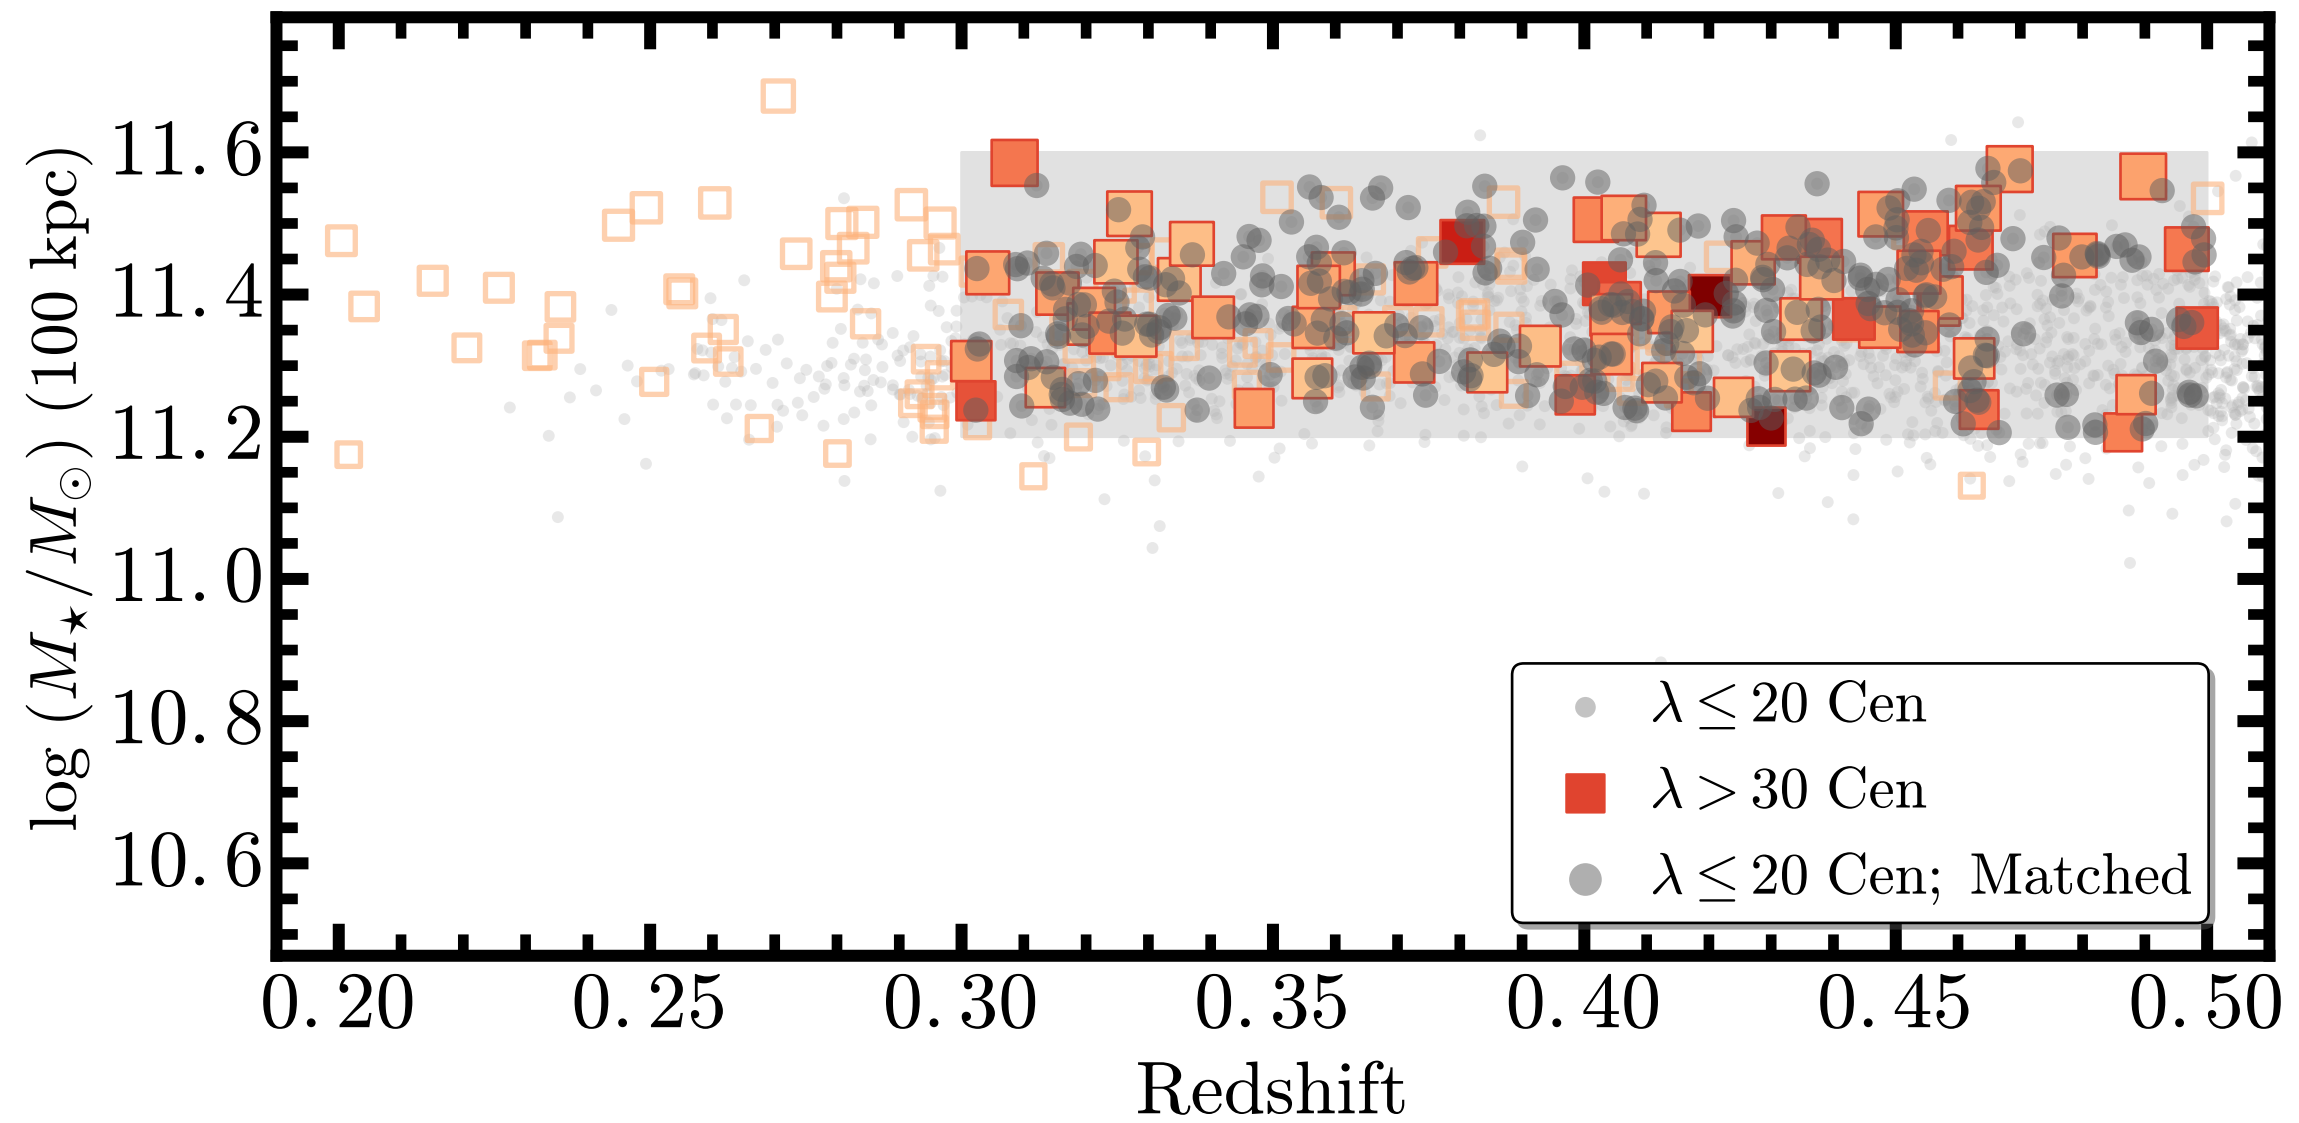 log (M⋆/M⊙) (100 kpc)
11.6
11.4
11.2
11.0
10.8
10.6
λ ≤ 20 Cen
λ > 30 Cen
λ ≤ 20 Cen; Matched
0.20 0.25 0.30 0.35 0.40 0.45 0.50
Redshift